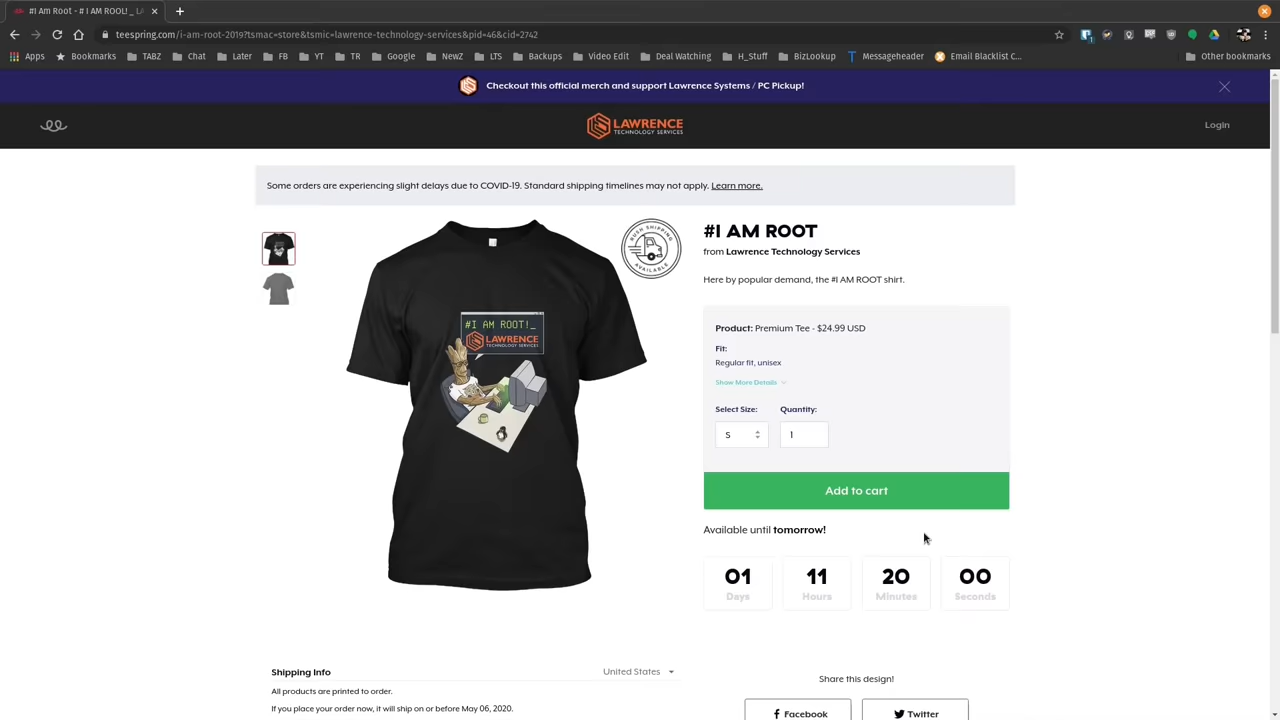 #I Am Root - # I AM ROOT! _ LA
teespring.com/i-am-root-2019?tsmac=store&tsmic=lawrence-technology-services&pid=46&cid=2742
Apps Bookmarks TABZ Chat Later FB YT TR Google NewZ LTS Backups Video Edit Deal Watching H_Stuff BizLookup Messageheader Email Blacklist C... Other bookmarks
Checkout this official merch and support Lawrence Systems / PC Pickup!
LAWRENCE
TECHNOLOGY SERVICES
Login
Some orders are experiencing slight delays due to COVID-19. Standard shipping timelines may not apply. Learn more.
RUSH SHIPPING
AVAILABLE
#I AM ROOT!_
LAWRENCE
TECHNOLOGY SERVICES
#I AM ROOT
from Lawrence Technology Services
Here by popular demand, the #I AM ROOT shirt.
Product: Premium Tee - $24.99 USD
Fit:
Regular fit, unisex
Show More Details
Select Size: Quantity:
S 1
Add to cart
Available until tomorrow!
01 11 20 00
Days Hours Minutes Seconds
Shipping Info United States
All products are printed to order.
If you place your order now, it will ship on or before May 06, 2020.
Share this design!
Facebook Twitter